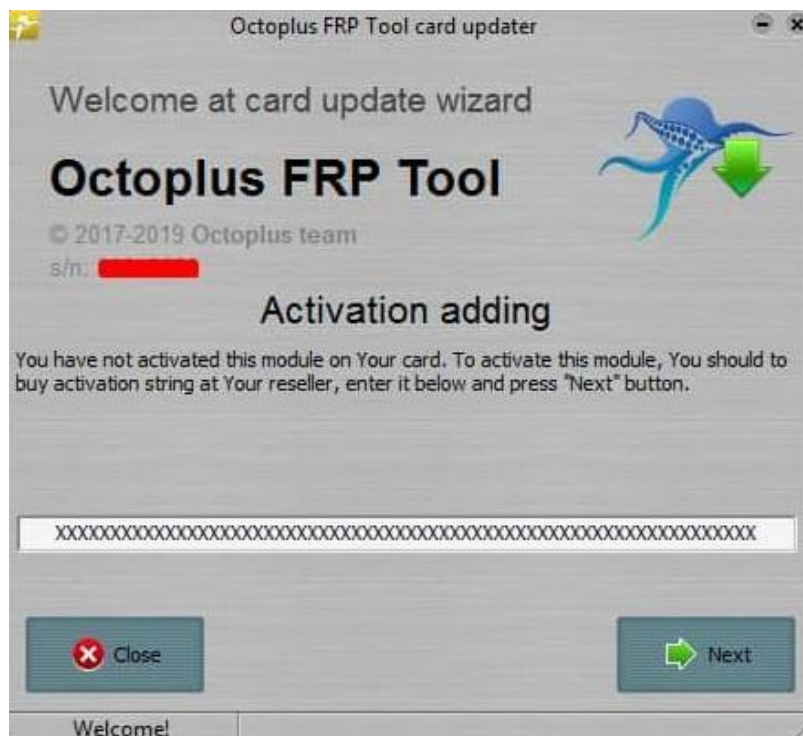 Octoplus FRP Tool card updater
Welcome at card update wizard
Octoplus FRP Tool
© 2017-2019 Octoplus team
s/n:
Activation adding
You have not activated this module on Your card. To activate this module, You should to
buy activation string at Your reseller, enter it below and press "Next" button.
XXXXXXXXXXXXXXXXXXXXXXXXXXXXXXXXXXXXXXXXXXXXXXXXXXXXXXXXXXXXXXXX
Close
Next
Welcome!